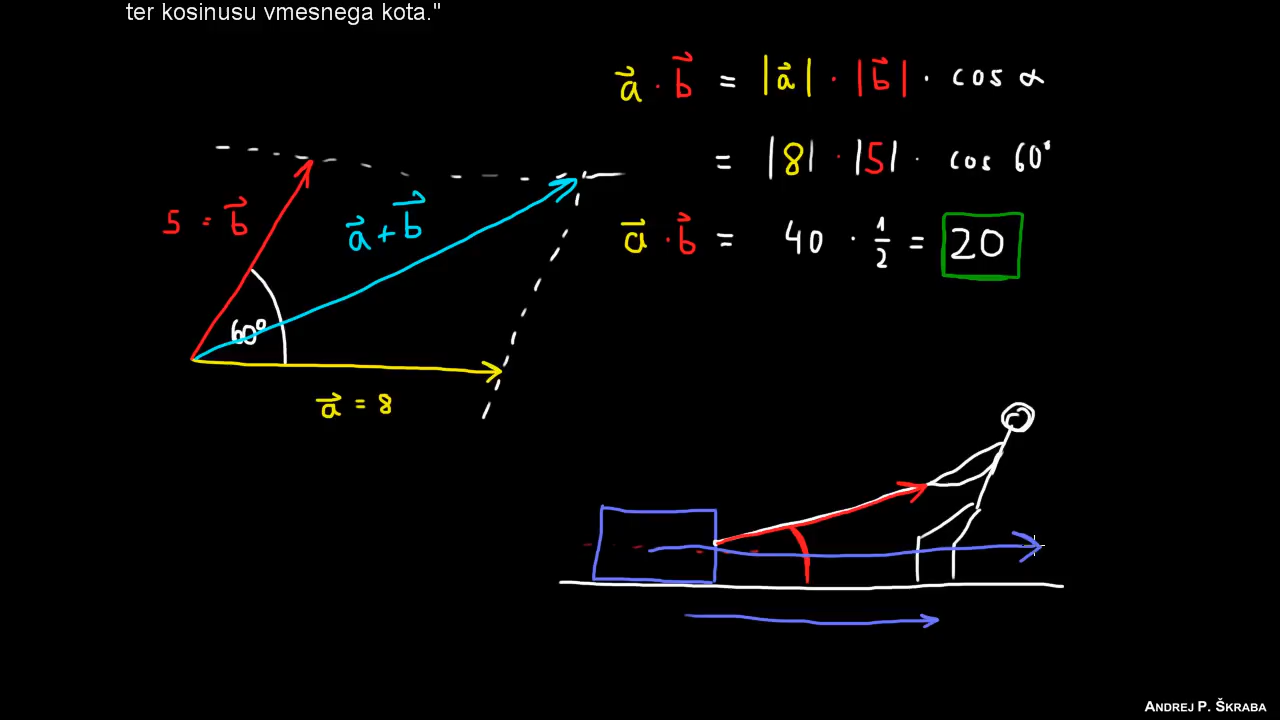 ter kosinusu vmesnega kota."
a⃗ · b⃗ = |a⃗| · |b⃗| · cos α
= |8| · |5| · cos 60°
a⃗ · b⃗ = 40 · 1/2 = 20
5 = b⃗
a⃗ + b⃗
60°
a⃗ = 8
ANDREJ P. ŠKRABA